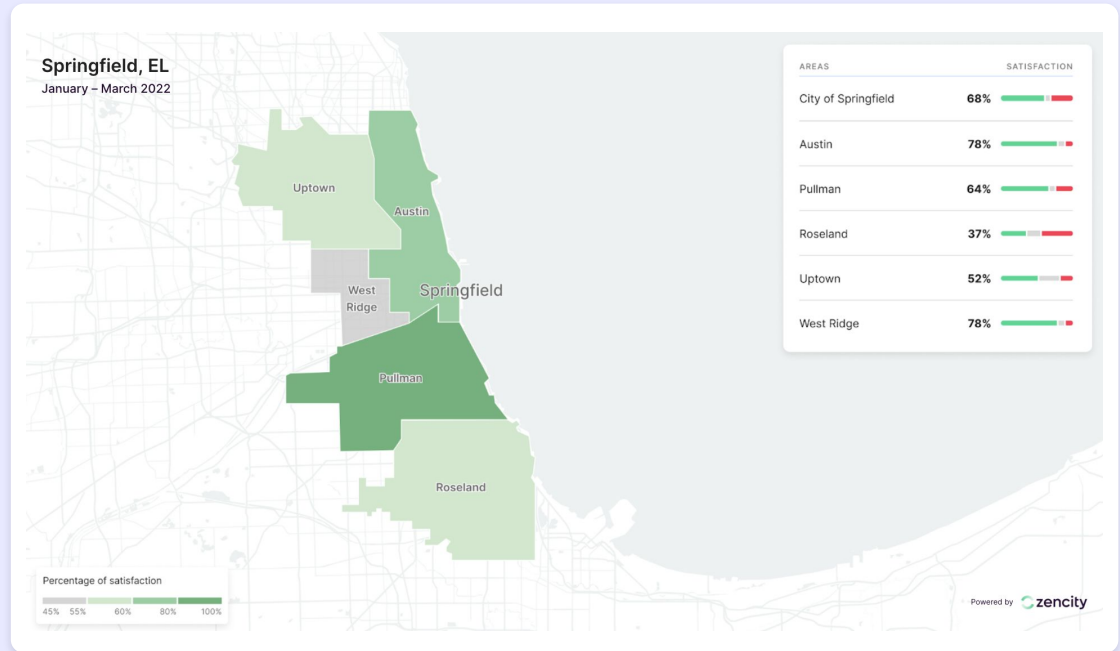 Springfield, EL
January – March 2022
AREAS SATISFACTION
City of Springfield 68%
Austin 78%
Pullman 64%
Roseland 37%
Uptown 52%
West Ridge 78%
Uptown
Austin
West
Ridge
Springfield
Pullman
Roseland
Percentage of satisfaction
45% 55% 60% 80% 100%
Powered by zencity